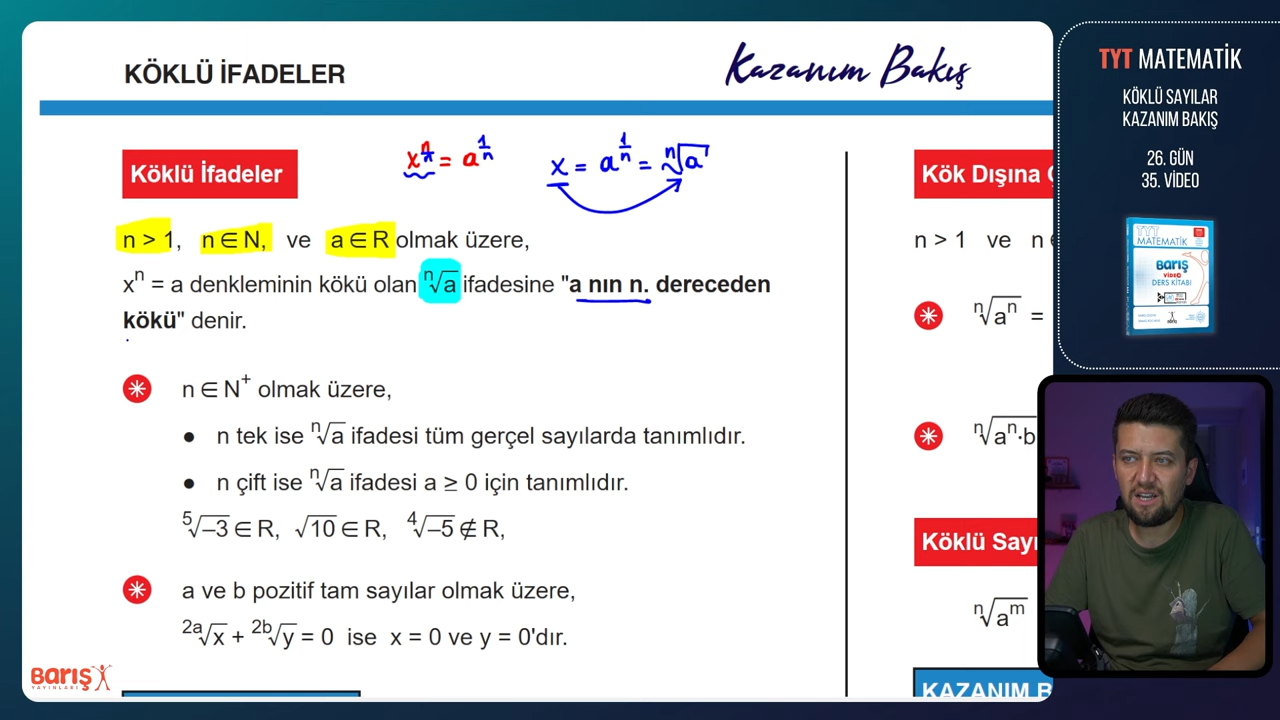 KÖKLÜ İFADELER
Kazanım Bakış
Köklü İfadeler
x^(n/n) = a^(1/n)
x = a^(1/n) = ⁿ√a
n > 1, n ∈ N, ve a ∈ R olmak üzere,
xⁿ = a denkleminin kökü olan ⁿ√a ifadesine "a nın n. dereceden
kökü" denir.
n ∈ N⁺ olmak üzere,
● n tek ise ⁿ√a ifadesi tüm gerçel sayılarda tanımlıdır.
● n çift ise ⁿ√a ifadesi a ≥ 0 için tanımlıdır.
⁵√–3 ∈ R, √10 ∈ R, ⁴√–5 ∉ R,
a ve b pozitif tam sayılar olmak üzere,
²ᵃ√x + ²ᵇ√y = 0 ise x = 0 ve y = 0'dır.
Kök Dışına
n > 1 ve n
ⁿ√aⁿ =
ⁿ√aⁿ·b
Köklü Sayı
ⁿ√aᵐ
KAZANIM B
TYT MATEMATİK
KÖKLÜ SAYILAR
KAZANIM BAKIŞ
26. GÜN
35. VİDEO
TYT
MATEMATİK
BARIŞ
VİDEO
DERS KİTABI
BARIŞ
YAYINLARI